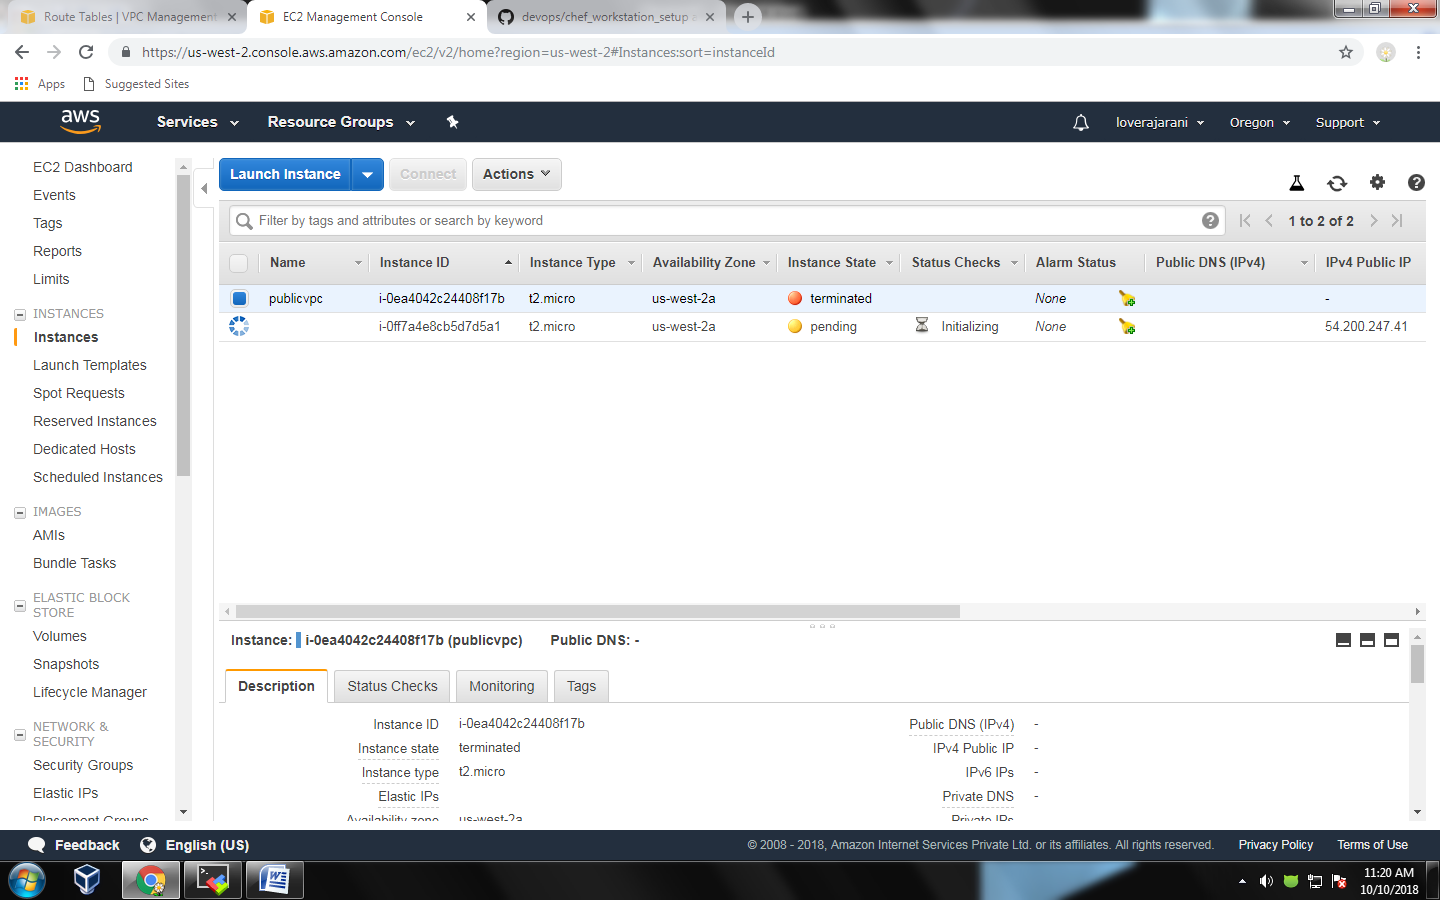 Route Tables | VPC Management
EC2 Management Console
devops/chef_workstation_setup
https://us-west-2.console.aws.amazon.com/ec2/v2/home?region=us-west-2#Instances:sort=instanceId
Apps
Suggested Sites
aws
Services
Resource Groups
loverajarani
Oregon
Support
EC2 Dashboard
Events
Tags
Reports
Limits
INSTANCES
Instances
Launch Templates
Spot Requests
Reserved Instances
Dedicated Hosts
Scheduled Instances
IMAGES
AMIs
Bundle Tasks
ELASTIC BLOCK
STORE
Volumes
Snapshots
Lifecycle Manager
NETWORK &
SECURITY
Security Groups
Elastic IPs
Placement Groups
Launch Instance
Connect
Actions
Filter by tags and attributes or search by keyword
1 to 2 of 2
Name Instance ID Instance Type Availability Zone Instance State Status Checks Alarm Status Public DNS (IPv4) IPv4 Public IP
publicvpc i-0ea4042c24408f17b t2.micro us-west-2a terminated None -
i-0ff7a4e8cb5d7d5a1 t2.micro us-west-2a pending Initializing None 54.200.247.41
Instance: i-0ea4042c24408f17b (publicvpc) Public DNS: -
Description
Status Checks
Monitoring
Tags
Instance ID i-0ea4042c24408f17b
Instance state terminated
Instance type t2.micro
Elastic IPs
Availability zone us-west-2a
Public DNS (IPv4) -
IPv4 Public IP -
IPv6 IPs -
Private DNS -
Private IPs
Feedback
English (US)
© 2008 - 2018, Amazon Internet Services Private Ltd. or its affiliates. All rights reserved.
Privacy Policy
Terms of Use
11:20 AM
10/10/2018